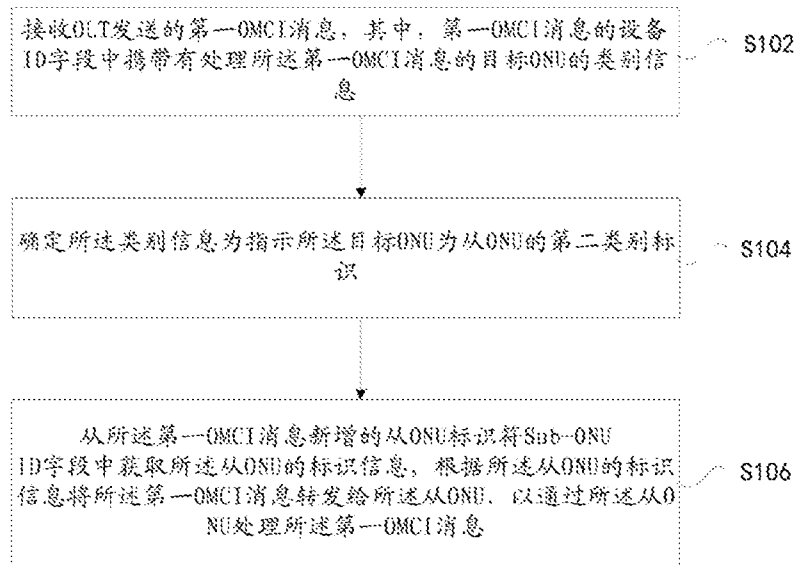 接收OLT发送的第一OMCI消息，其中，第一OMCI消息的设备
ID字段中携带有处理所述第一OMCI消息的目标ONU的类别信
息
S102
确定所述类别信息为指示所述目标ONU为从ONU的第二类别标
识
S104
从所述第一OMCI消息新增的从ONU标识符Sub-ONU
ID字段中获取所述从ONU的标识信息，根据所述从ONU的标识
信息将所述第一OMCI消息转发给所述从ONU，以通过所述从O
NU处理所述第一OMCI消息
S106